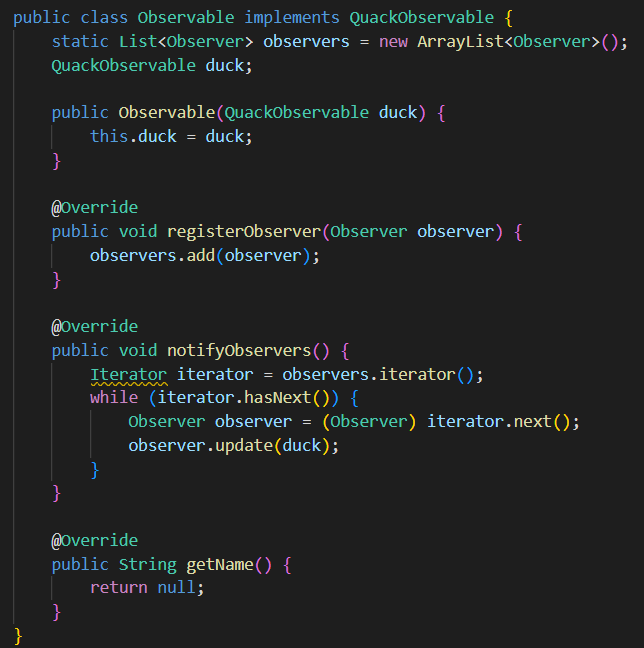 public class Observable implements QuackObservable {
    static List<Observer> observers = new ArrayList<Observer>();
    QuackObservable duck;

    public Observable(QuackObservable duck) {
        this.duck = duck;
    }

    @Override
    public void registerObserver(Observer observer) {
        observers.add(observer);
    }

    @Override
    public void notifyObservers() {
        Iterator iterator = observers.iterator();
        while (iterator.hasNext()) {
            Observer observer = (Observer) iterator.next();
            observer.update(duck);
        }
    }

    @Override
    public String getName() {
        return null;
    }
}